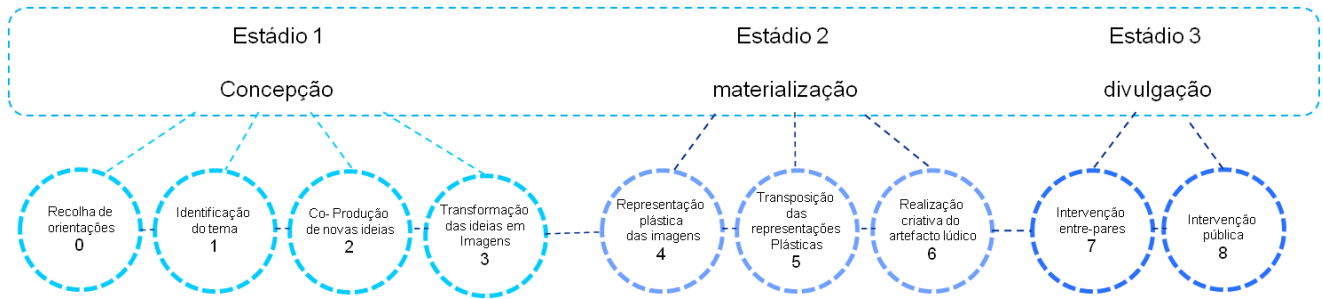 Estádio 1
Estádio 2
Estádio 3
Concepção
materialização
divulgação
Recolha de
orientações
0
Identificação
do tema
1
Co- Produção
de novas ideias
2
Transformação
das ideias em
Imagens
3
Representação
plástica
das imagens
4
Transposição
das
representações
Plásticas
5
Realização
criativa do
artefacto lúdico
6
Intervenção
entre-pares
7
Intervenção
pública
8